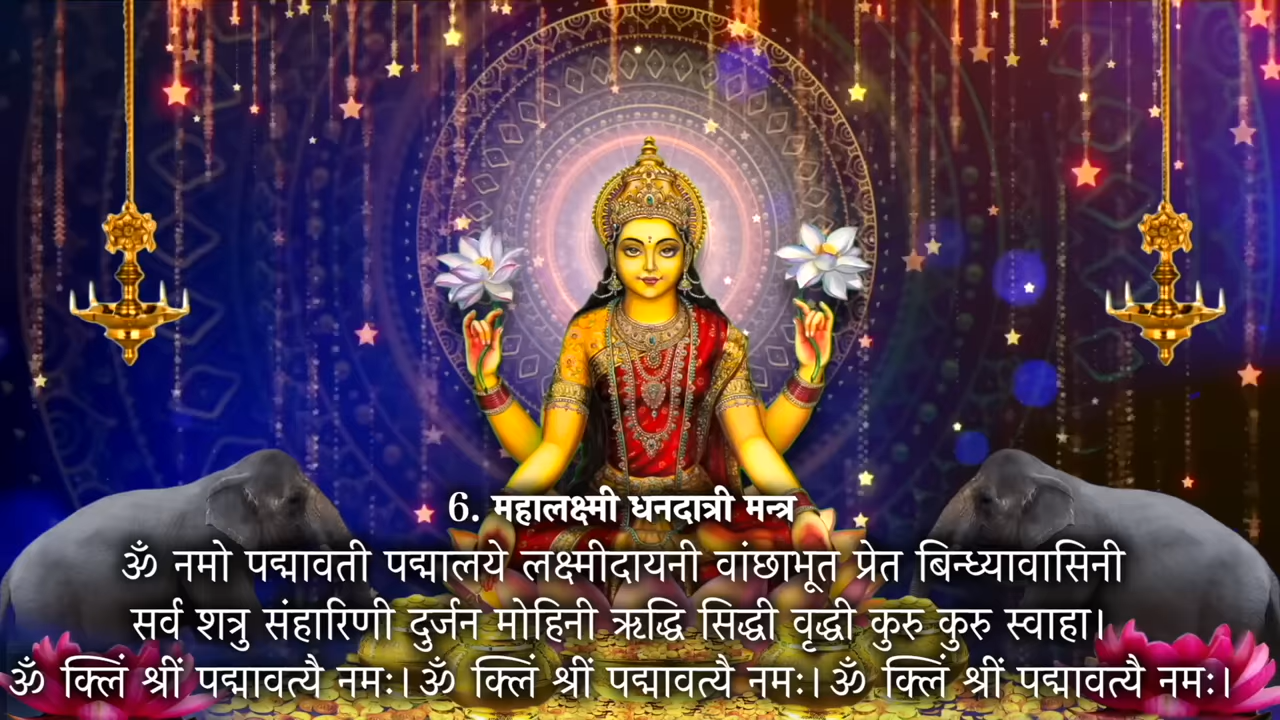 6. महालक्ष्मी धनदात्री मन्त्र
ॐ नमो पद्मावती पद्मालये लक्ष्मीदायनी वांछाभूत प्रेत बिन्ध्यावासिनी
सर्व शत्रु संहारिणी दुर्जन मोहिनी ऋद्धि सिद्धी वृद्धी कुरु कुरु स्वाहा।
ॐ क्लिं श्रीं पद्मावत्यै नमः।ॐ क्लिं श्रीं पद्मावत्यै नमः।ॐ क्लिं श्रीं पद्मावत्यै नमः।